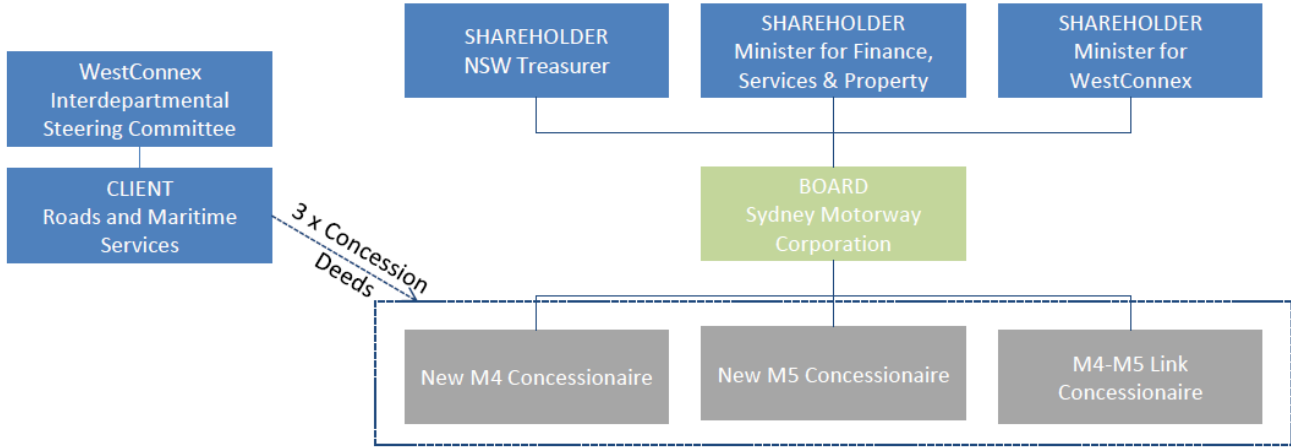 SHAREHOLDER
NSW Treasurer
SHAREHOLDER
Minister for Finance,
Services & Property
SHAREHOLDER
Minister for
WestConnex
WestConnex
Interdepartmental
Steering Committee
CLIENT
Roads and Maritime
Services
3 x Concession
Deeds
BOARD
Sydney Motorway
Corporation
New M4 Concessionaire
New M5 Concessionaire
M4-M5 Link
Concessionaire